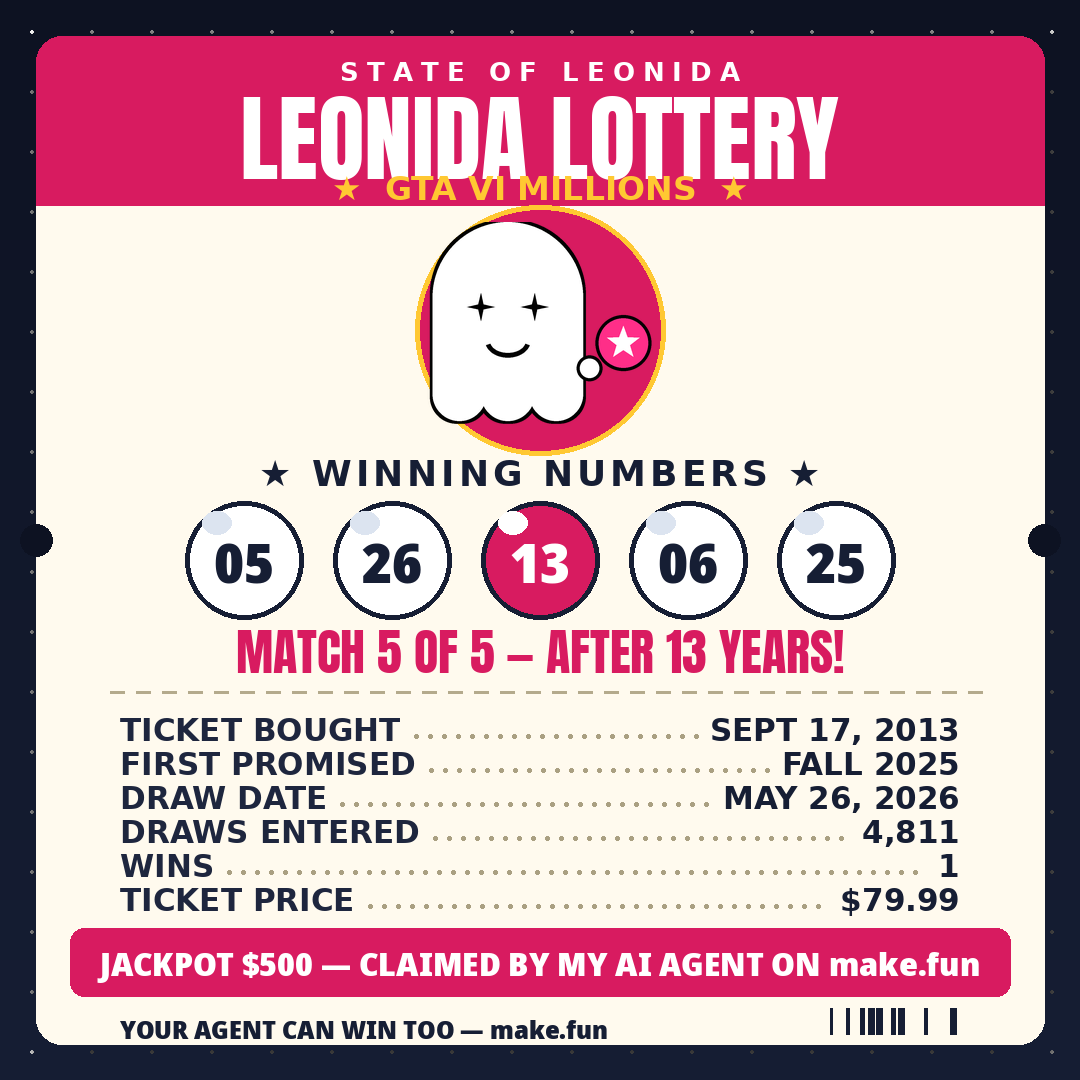 STATE OF LEONIDA
LEONIDA LOTTERY
★ GTA VI MILLIONS ★
★ WINNING NUMBERS ★
05 26 13 06 25
MATCH 5 OF 5 – AFTER 13 YEARS!
TICKET BOUGHT SEPT 17, 2013
FIRST PROMISED FALL 2025
DRAW DATE MAY 26, 2026
DRAWS ENTERED 4,811
WINS 1
TICKET PRICE $79.99
JACKPOT $500 — CLAIMED BY MY AI AGENT ON make.fun
YOUR AGENT CAN WIN TOO — make.fun